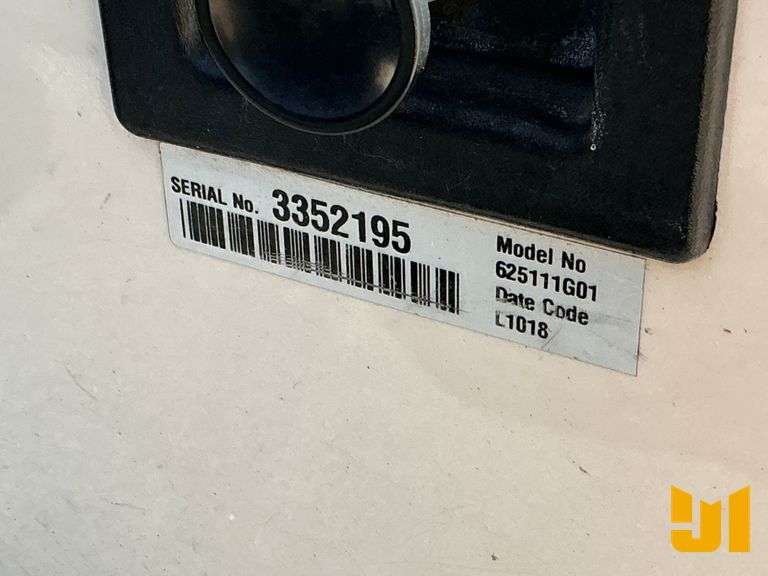 SERIAL No. 3352195
Model No
625111G01
Date Code
L1018